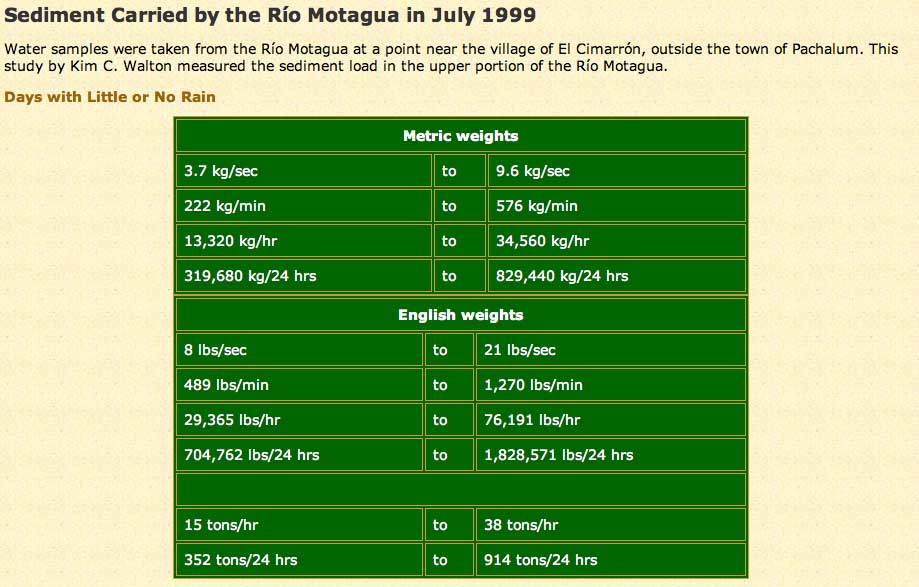 Sediment Carried by the Río Motagua in July 1999
Water samples were taken from the Río Motagua at a point near the village of El Cimarrón, outside the town of Pachalum. This
study by Kim C. Walton measured the sediment load in the upper portion of the Río Motagua.
Days with Little or No Rain
Metric weights
3.7 kg/sec to 9.6 kg/sec
222 kg/min to 576 kg/min
13,320 kg/hr to 34,560 kg/hr
319,680 kg/24 hrs to 829,440 kg/24 hrs
English weights
8 lbs/sec to 21 lbs/sec
489 lbs/min to 1,270 lbs/min
29,365 lbs/hr to 76,191 lbs/hr
704,762 lbs/24 hrs to 1,828,571 lbs/24 hrs
15 tons/hr to 38 tons/hr
352 tons/24 hrs to 914 tons/24 hrs